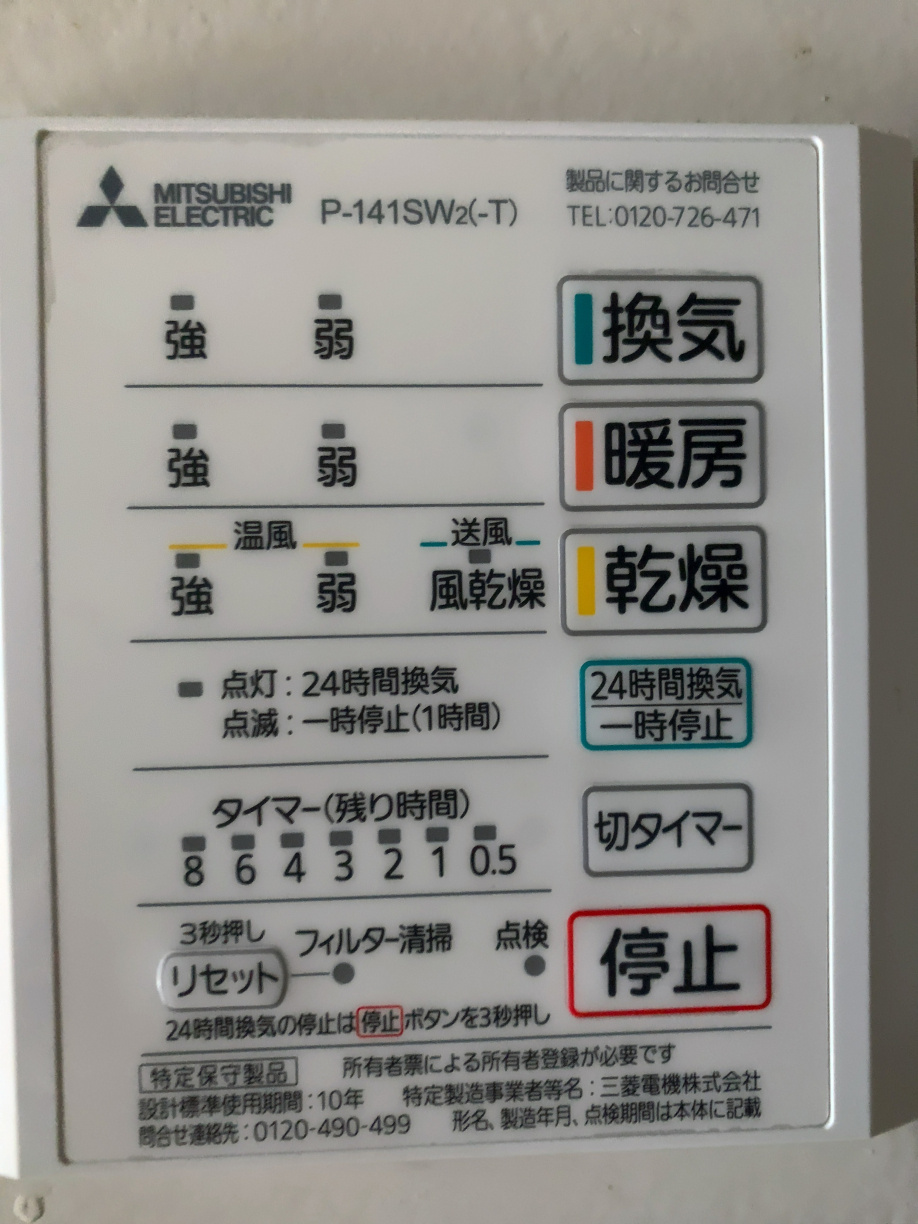 MITSUBISHI
ELECTRIC
P-141SW2(-T)
製品に関するお問合せ
TEL:0120-726-471
強 弱 換気
強 弱 暖房
温風 送風
強 弱 風乾燥 乾燥
点灯：24時間換気
点滅：一時停止(1時間)
24時間換気
一時停止
タイマー(残り時間)
8 6 4 3 2 1 0.5
切タイマー
3秒押し
リセット フィルター清掃 点検
停止
24時間換気の停止は停止ボタンを3秒押し
特定保守製品 所有者票による所有者登録が必要です
設計標準使用期間：10年 特定製造事業者等名：三菱電機株式会社
問合せ連絡先：0120-490-499 形名、製造年月、点検期間は本体に記載